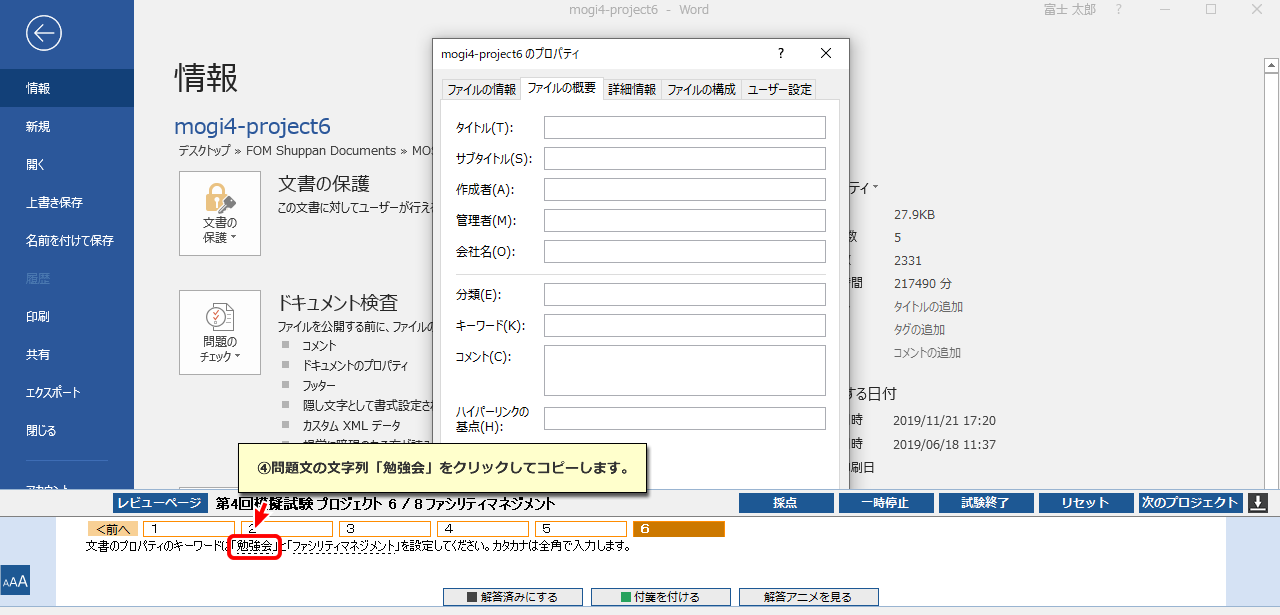 mogi4-project6 - Word
富士 太郎 ?
情報
新規
開く
上書き保存
名前を付けて保存
履歴
印刷
共有
エクスポート
閉じる
アカウント
情報
mogi4-project6
デスクトップ » FOM Shuppan Documents » MO
文書の保護
文書の保護の保護
この文書に対してユーザーが行え
ドキュメント検査
問題の
チェック
ファイルを公開する前に、ファイルの
コメント
ドキュメントのプロパティ
フッター
隠し文字として書式設定さ
カスタム XML データ
mogi4-project6 のプロパティ ?
ファイルの情報 ファイルの概要 詳細情報 ファイルの構成 ユーザー設定
タイトル(T):
サブタイトル(S):
作成者(A):
管理者(M):
会社名(O):
分類(E):
キーワード(K):
コメント(C):
ハイパーリンクの
基点(H):
ティ
27.9KB
数 5
2331
時間 217490 分
タイトルの追加
タグの追加
コメントの追加
する日付
時 2019/11/21 17:20
時 2019/06/18 11:37
刷日
④問題文の文字列「勉強会」をクリックしてコピーします。
レビューページ 第4回模擬試験 プロジェクト 6 / 8 ファシリティマネジメント 採点 一時停止 試験終了 リセット 次のプロジェクト
<前へ 1 2 3 4 5 6
文書のプロパティのキーワードに「勉強会」と「ファシリティマネジメント」を設定してください。カタカナは全角で入力します。
AAA
解答済みにする 付箋を付ける 解答アニメを見る